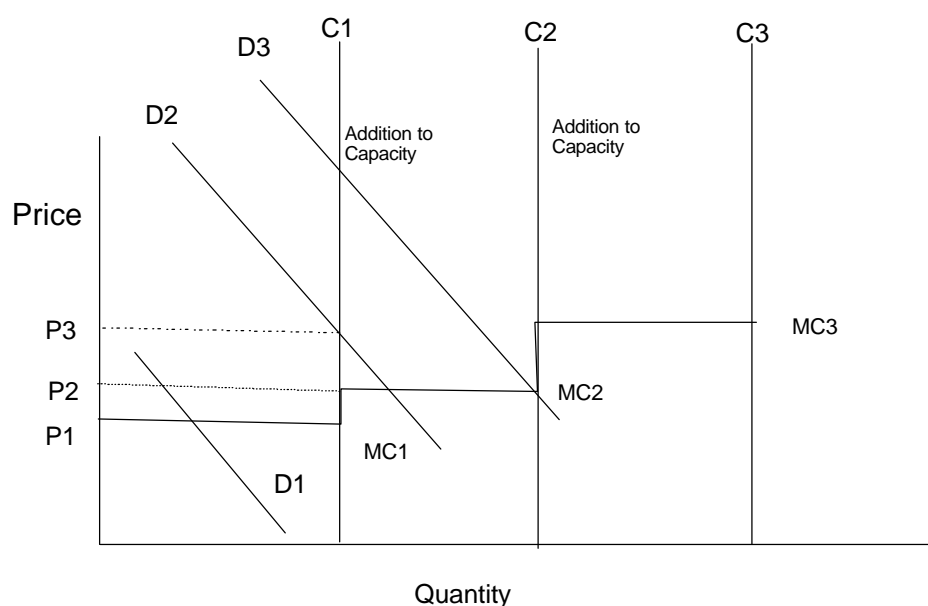 C1
C2
C3
D3
D2
Addition to
Capacity
Addition to
Capacity
Price
P3
MC3
P2
MC2
P1
MC1
D1
Quantity